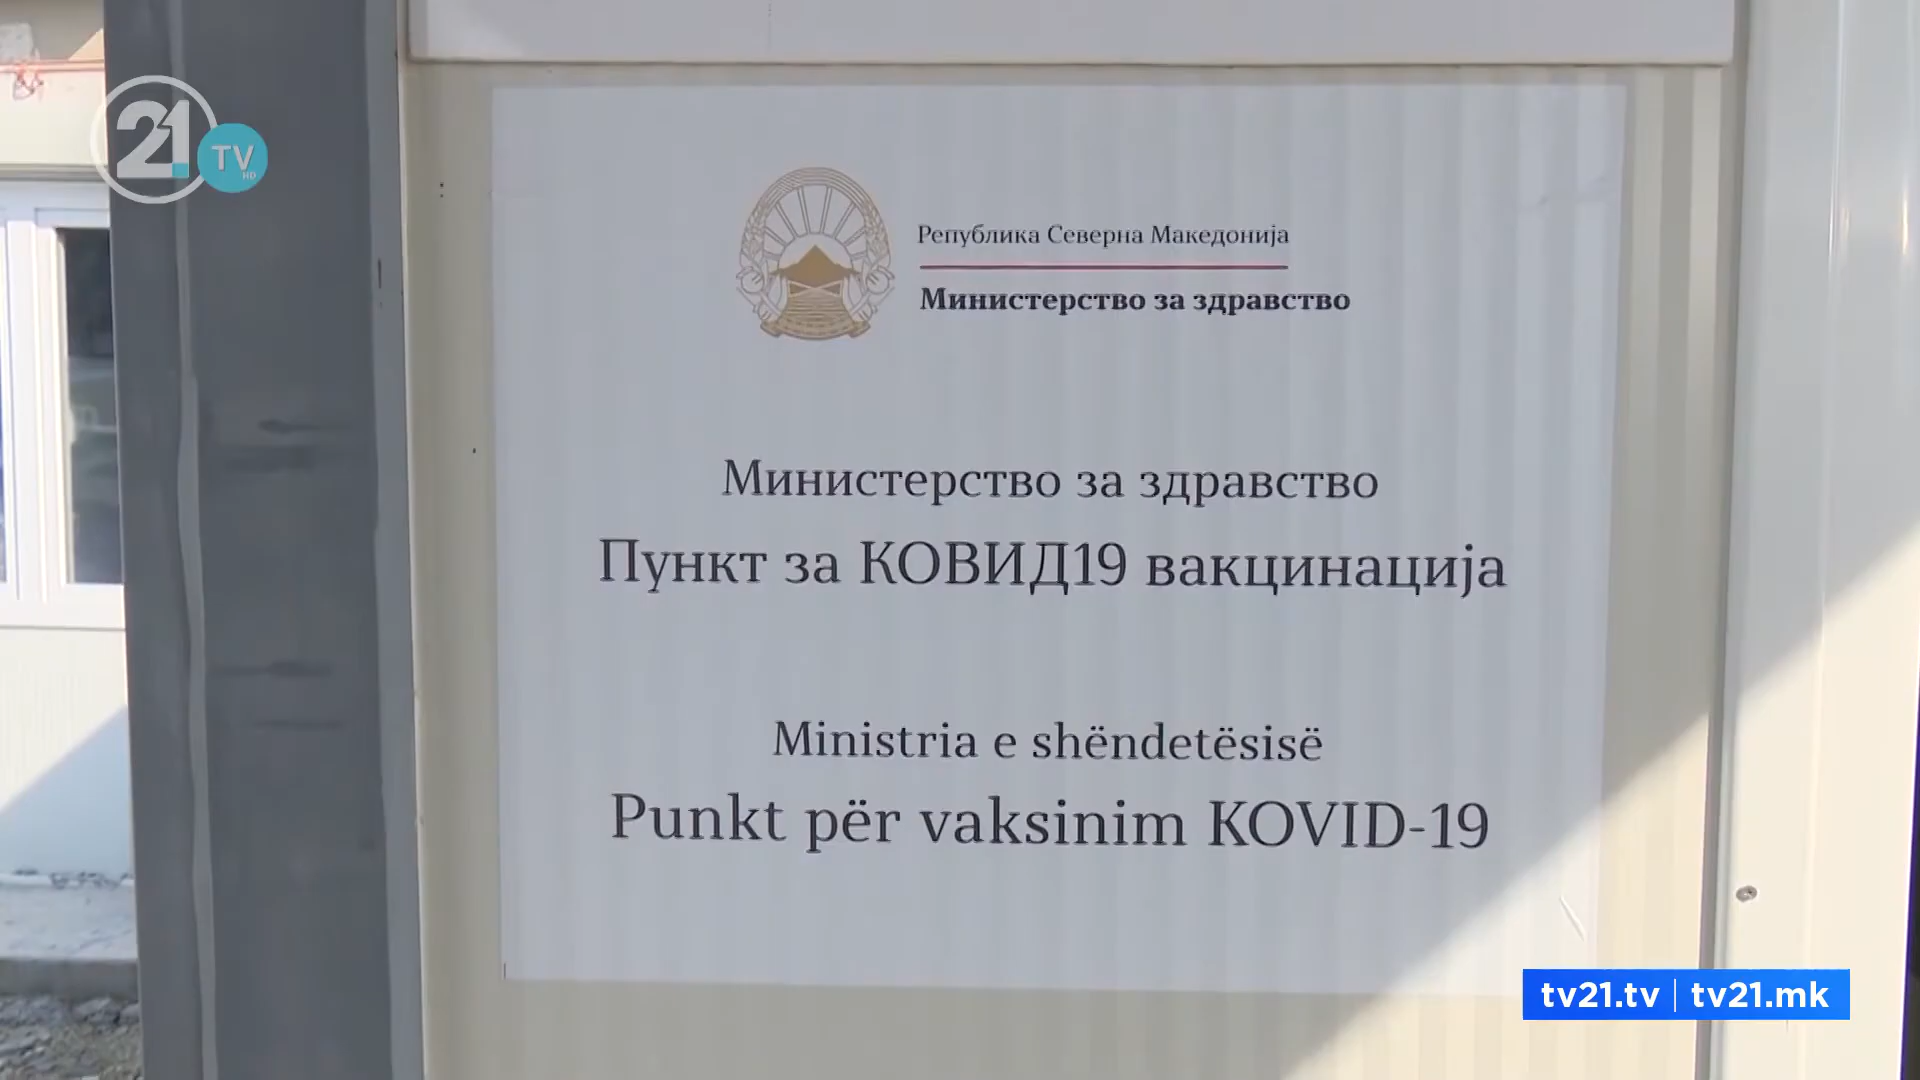 21
TV
HD
Република Северна Македонија
Министерство за здравство
Министерство за здравство
Пункт за КОВИД19 вакцинација
Ministria e shëndetësisë
Punkt për vaksinim KOVID-19
tv21.tv | tv21.mk